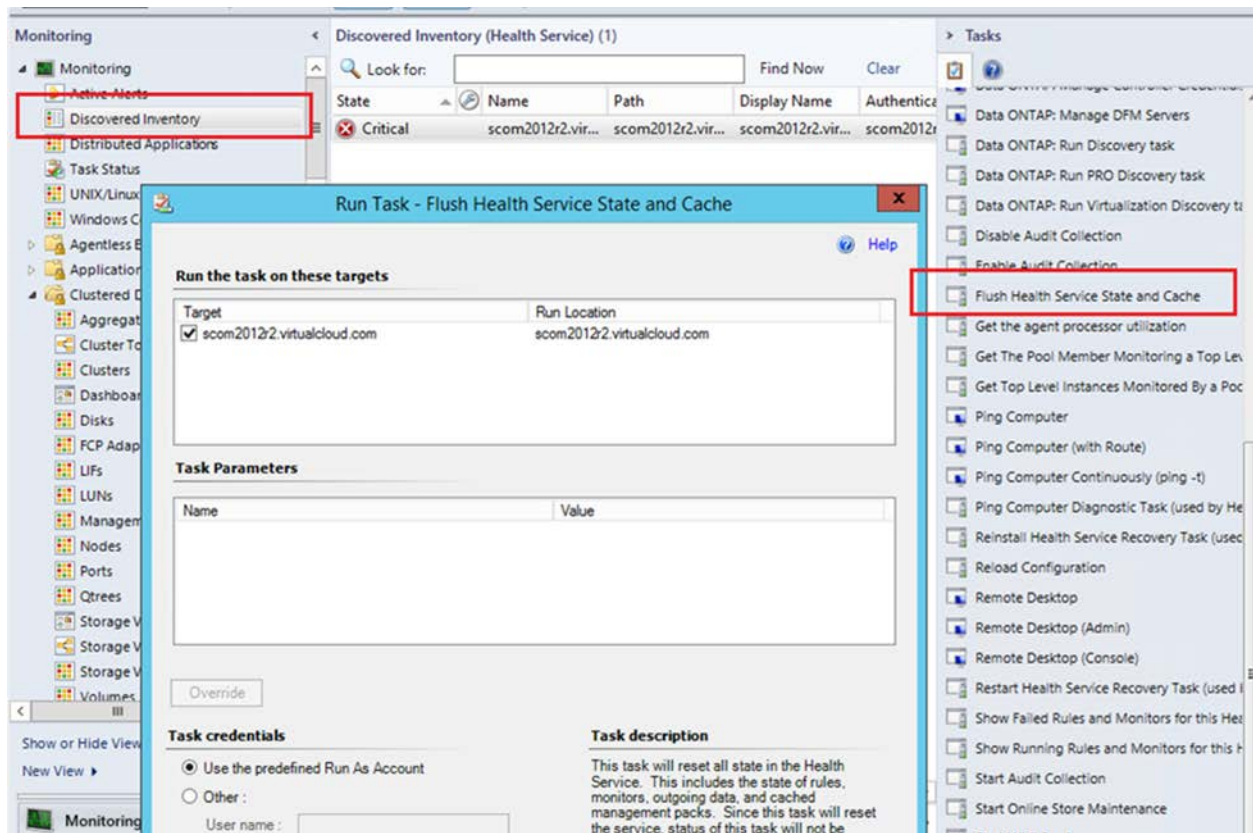 Monitoring
Monitoring
Active Alerts
Discovered Inventory
Distributed Applications
Task Status
UNIX/Linux
Windows C
Agentless E
Application
Clustered D
Aggregat
Cluster To
Clusters
Dashboar
Disks
FCP Adap
LIFs
LUNs
Managem
Nodes
Ports
Qtrees
Storage V
Storage V
Storage V
Volumes
Show or Hide View
New View
Monitoring
Discovered Inventory (Health Service) (1)
Look for:
Find Now
Clear
State Name Path Display Name Authentica
Critical scom2012r2.vir... scom2012r2.vir... scom2012r2.vir... scom2012r
Run Task - Flush Health Service State and Cache
x
Help
Run the task on these targets
Target Run Location
scom2012r2.virtualcloud.com scom2012r2.virtualcloud.com
Task Parameters
Name Value
Override
Task credentials
Use the predefined Run As Account
Other :
User name :
Task description
This task will reset all state in the Health
Service. This includes the state of rules,
monitors, outgoing data, and cached
management packs. Since this task will reset
the service, status of this task will not be
Tasks
Data ONTAP: Manage Controller Credential
Data ONTAP: Manage DFM Servers
Data ONTAP: Run Discovery task
Data ONTAP: Run PRO Discovery task
Data ONTAP: Run Virtualization Discovery ta
Disable Audit Collection
Enable Audit Collection
Flush Health Service State and Cache
Get the agent processor utilization
Get The Pool Member Monitoring a Top Lev
Get Top Level Instances Monitored By a Poo
Ping Computer
Ping Computer (with Route)
Ping Computer Continuously (ping -t)
Ping Computer Diagnostic Task (used by He
Reinstall Health Service Recovery Task (used
Reload Configuration
Remote Desktop
Remote Desktop (Admin)
Remote Desktop (Console)
Restart Health Service Recovery Task (used l
Show Failed Rules and Monitors for this Hea
Show Running Rules and Monitors for this H
Start Audit Collection
Start Online Store Maintenance